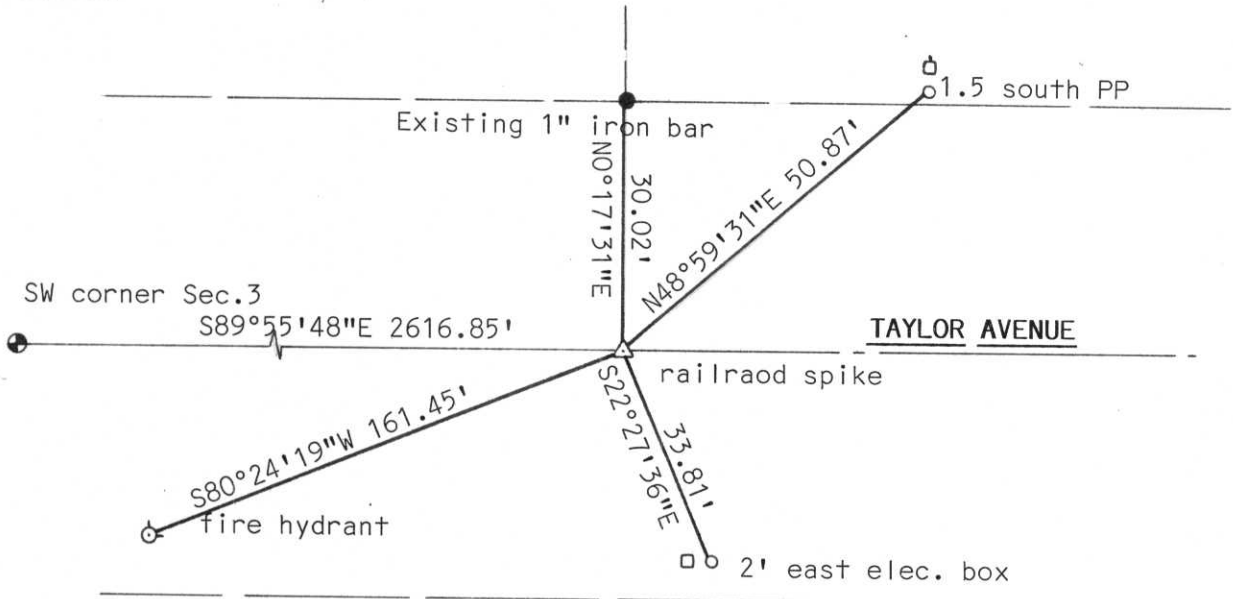 1.5 south PP
Existing 1" iron bar
N0°17'31"E
30.02'
N48°59'31"E 50.87'
SW corner Sec.3
S89°55'48"E 2616.85'
TAYLOR AVENUE
railraod spike
S80°24'19"W 161.45'
S22°27'36"E
33.81'
fire hydrant
2' east elec. box